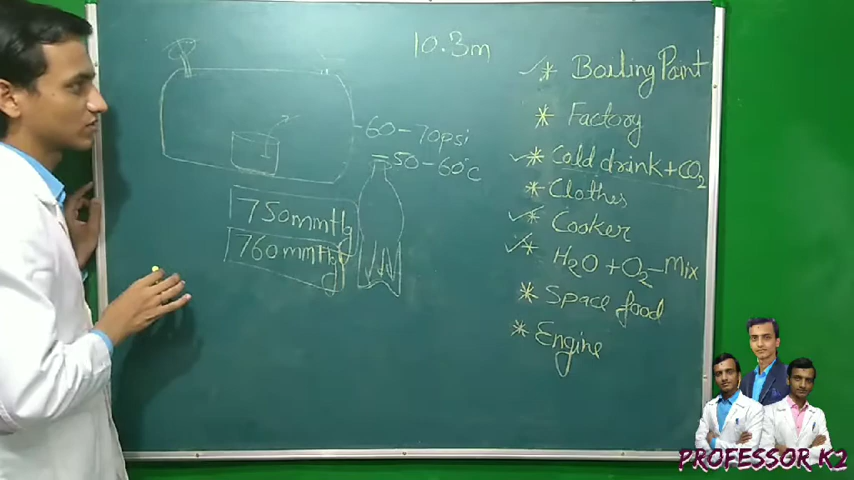 10.3m
60-70psi
=50-60°C
750mmHg
760mmHg
* Boiling Point
* Factory
* Cold drink+CO2
* Clothes
* Cooker
* H2O+O2-Mix
* Space food
* Engine
PROFESSOR K2